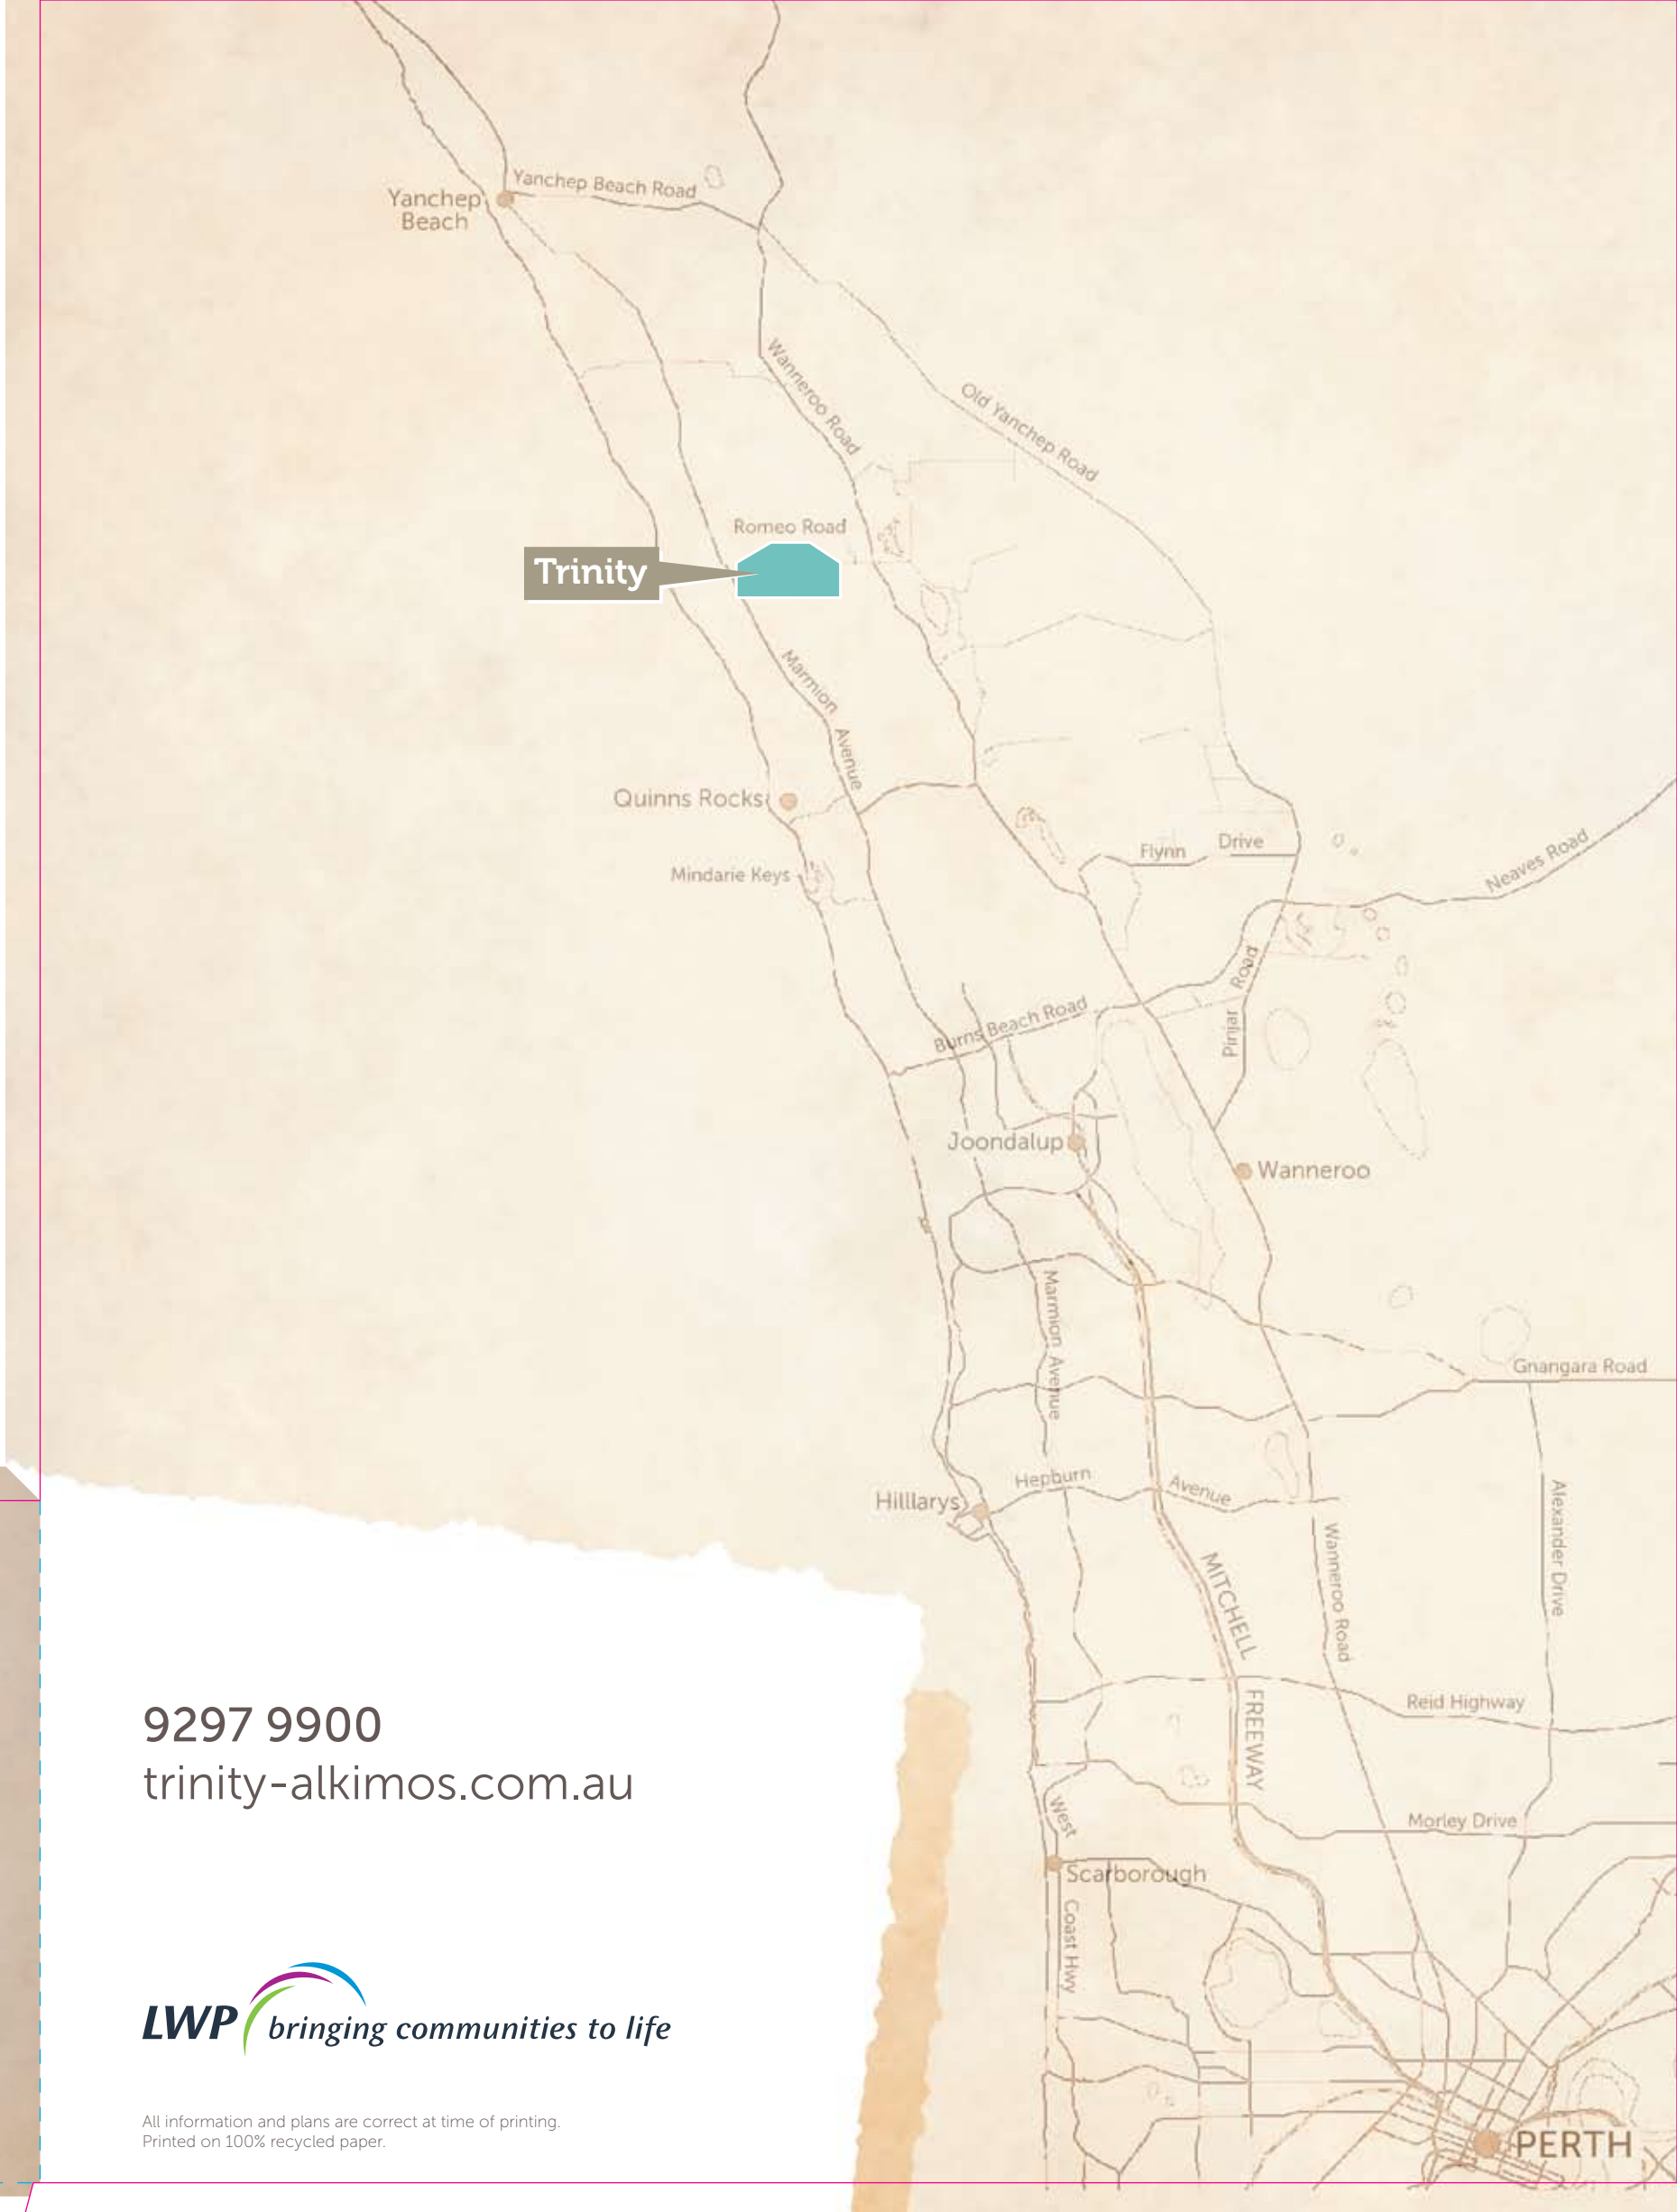 Yanchep Beach Road
Yanchep
Beach
Wanneroo Road
Old Yanchep Road
Romeo Road
Trinity
Marmion
Avenue
Quinns Rocks
Flynn
Drive
Neaves Road
Mindarie Keys
Road
Pinjar
Burns Beach Road
Joondalup
Wanneroo
Marmion Avenue
Gnangara Road
Hepburn
Avenue
Hilllarys
Alexander Drive
Wanneroo Road
MITCHELL
FREEWAY
Reid Highway
West
Morley Drive
Scarborough
Coast Hwy
PERTH
9297 9900
trinity-alkimos.com.au
LWP bringing communities to life
All information and plans are correct at time of printing.
Printed on 100% recycled paper.